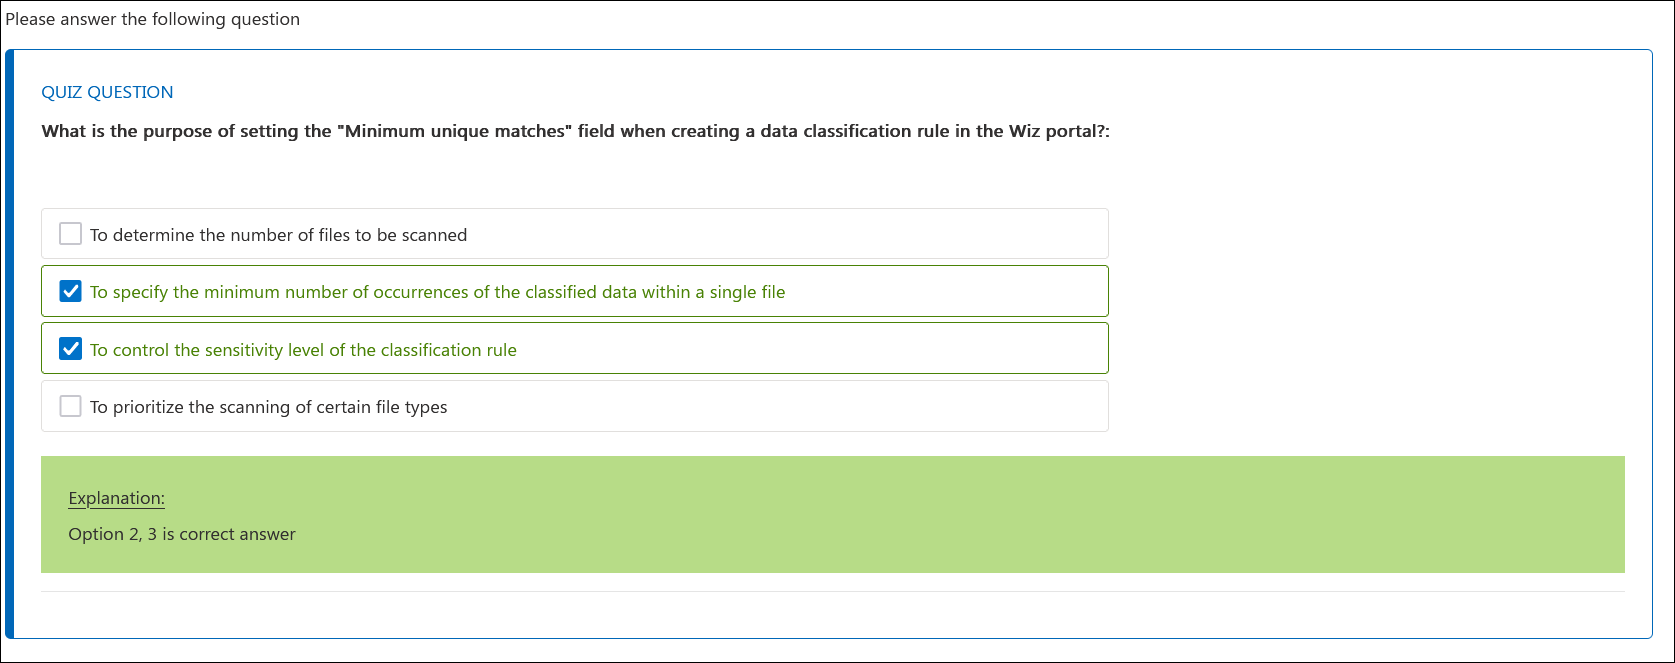 Please answer the following question
QUIZ QUESTION
What is the purpose of setting the "Minimum unique matches" field when creating a data classification rule in the Wiz portal?:
To determine the number of files to be scanned
To specify the minimum number of occurrences of the classified data within a single file
To control the sensitivity level of the classification rule
To prioritize the scanning of certain file types
Explanation:
Option 2, 3 is correct answer